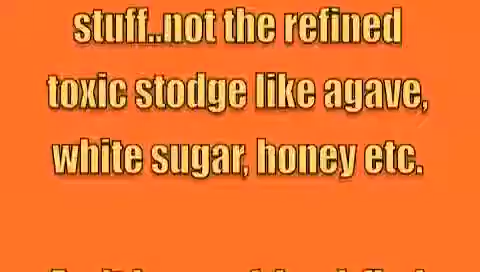 stuff..not the refined
toxic stodge like agave,
white sugar, honey etc.